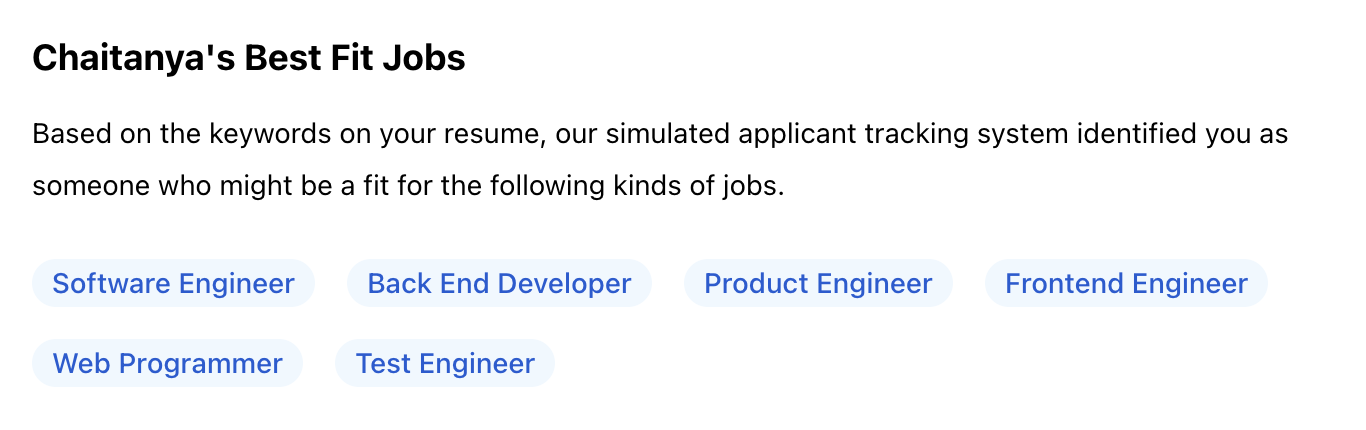 Chaitanya's Best Fit Jobs
Based on the keywords on your resume, our simulated applicant tracking system identified you as
someone who might be a fit for the following kinds of jobs.
Software Engineer Back End Developer Product Engineer Frontend Engineer
Web Programmer Test Engineer